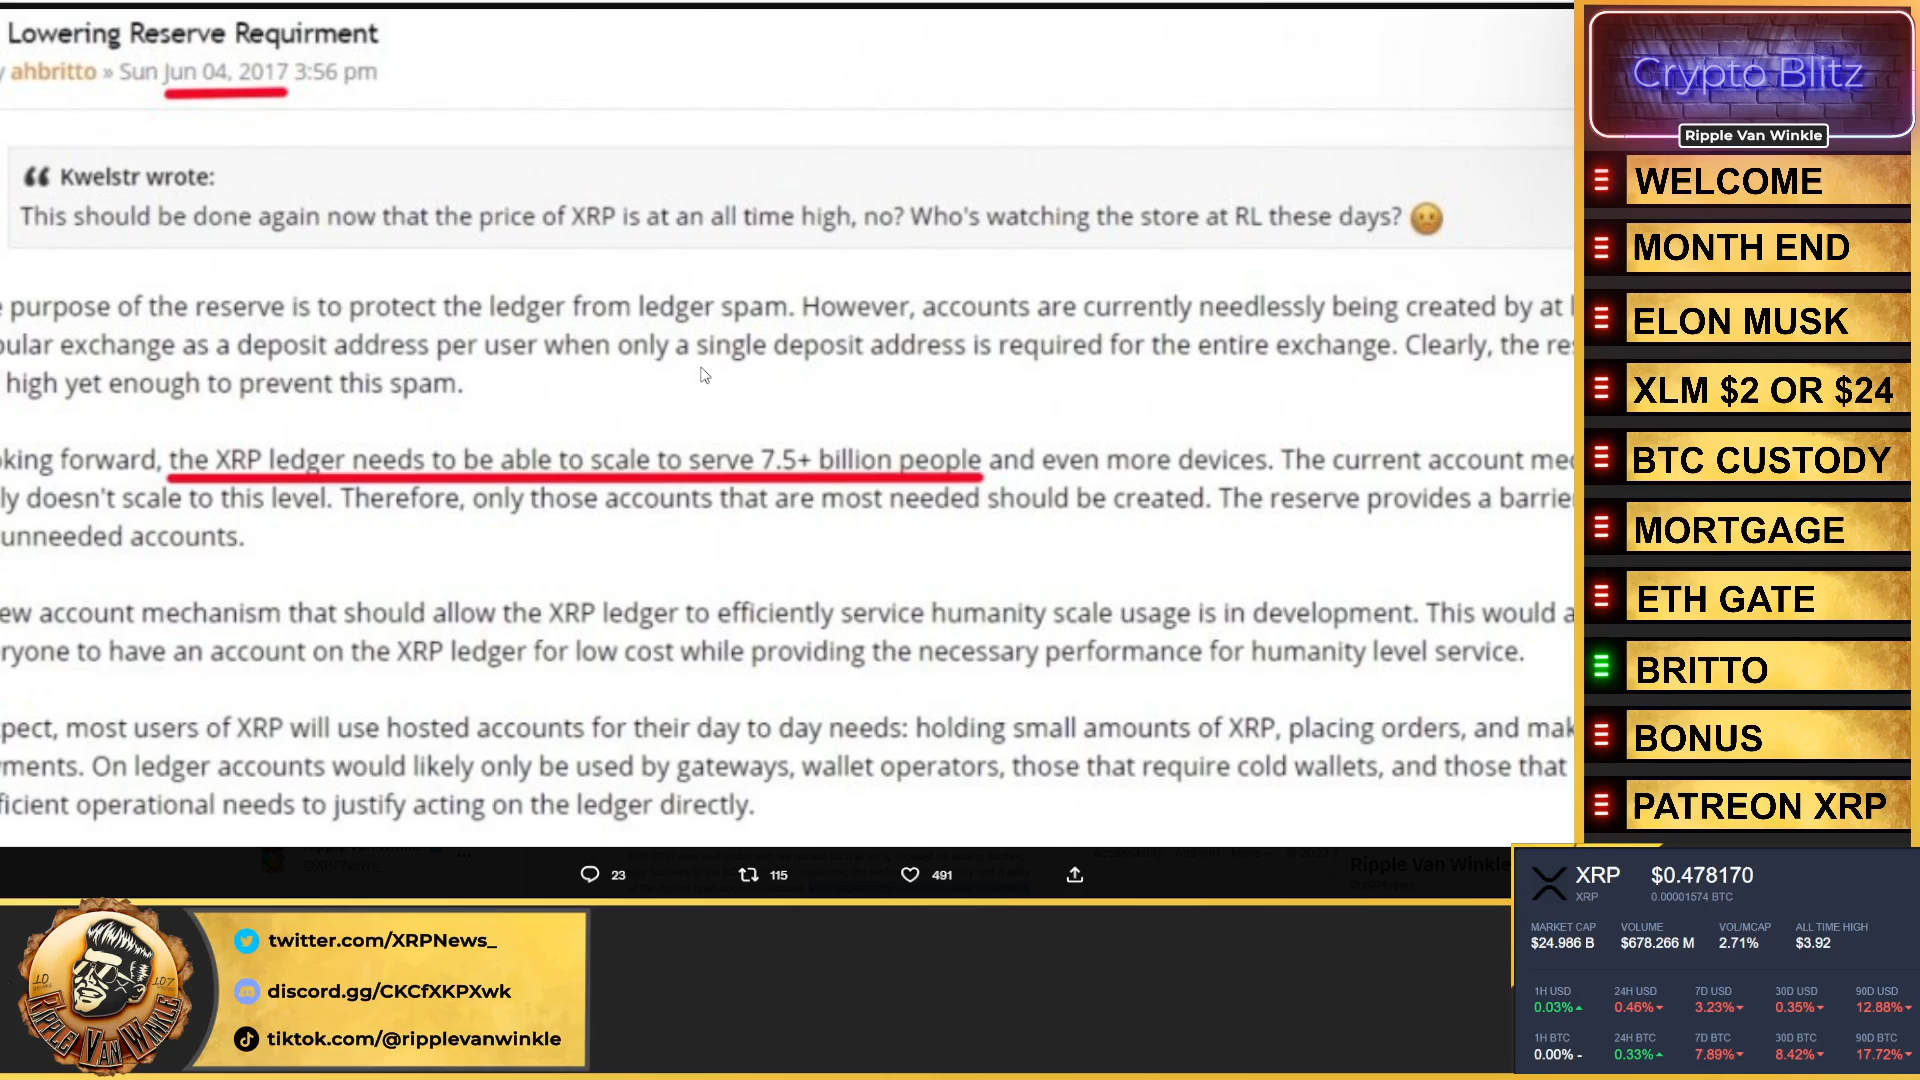 Lowering Reserve Requirment
ahbritto » Sun Jun 04, 2017 3:56 pm
Kwelstr wrote:
This should be done again now that the price of XRP is at an all time high, no? Who's watching the store at RL these days?
purpose of the reserve is to protect the ledger from ledger spam. However, accounts are currently needlessly being created by at
exchange as a deposit address per user when only a single deposit address is required for the entire exchange. Clearly, the
high yet enough to prevent this spam.
forward, the XRP ledger needs to be able to scale to serve 7.5+ billion people and even more devices. The current account
doesn't scale to this level. Therefore, only those accounts that are most needed should be created. The reserve provides a
unneeded accounts.
account mechanism that should allow the XRP ledger to efficiently service humanity scale usage is in development. This would
to have an account on the XRP ledger for low cost while providing the necessary performance for humanity level service.
most users of XRP will use hosted accounts for their day to day needs: holding small amounts of XRP, placing orders, and
On ledger accounts would likely only be used by gateways, wallet operators, those that require cold wallets, and those that
operational needs to justify acting on the ledger directly.
23 115 491
Ripple Van Winkle
Crypto Blitz
Ripple Van Winkle
WELCOME
MONTH END
ELON MUSK
XLM $2 OR $24
BTC CUSTODY
MORTGAGE
ETH GATE
BRITTO
BONUS
PATREON XRP
XRP $0.478170
XRP 0.00001574 BTC
MARKET CAP VOLUME VOL/MCAP ALL TIME HIGH
$24.986 B $678.266 M 2.71% $3.92
1H USD 24H USD 7D USD 30D USD 90D USD
0.03% 0.46% 3.23% 0.35% 12.88%
1H BTC 24H BTC 7D BTC 30D BTC 90D BTC
0.00% - 0.33% 7.89% 8.42% 17.72%
RIPPLE VAN WINKLE
twitter.com/XRPNews_
discord.gg/CKCfXKPXwk
tiktok.com/@ripplevanwinkle